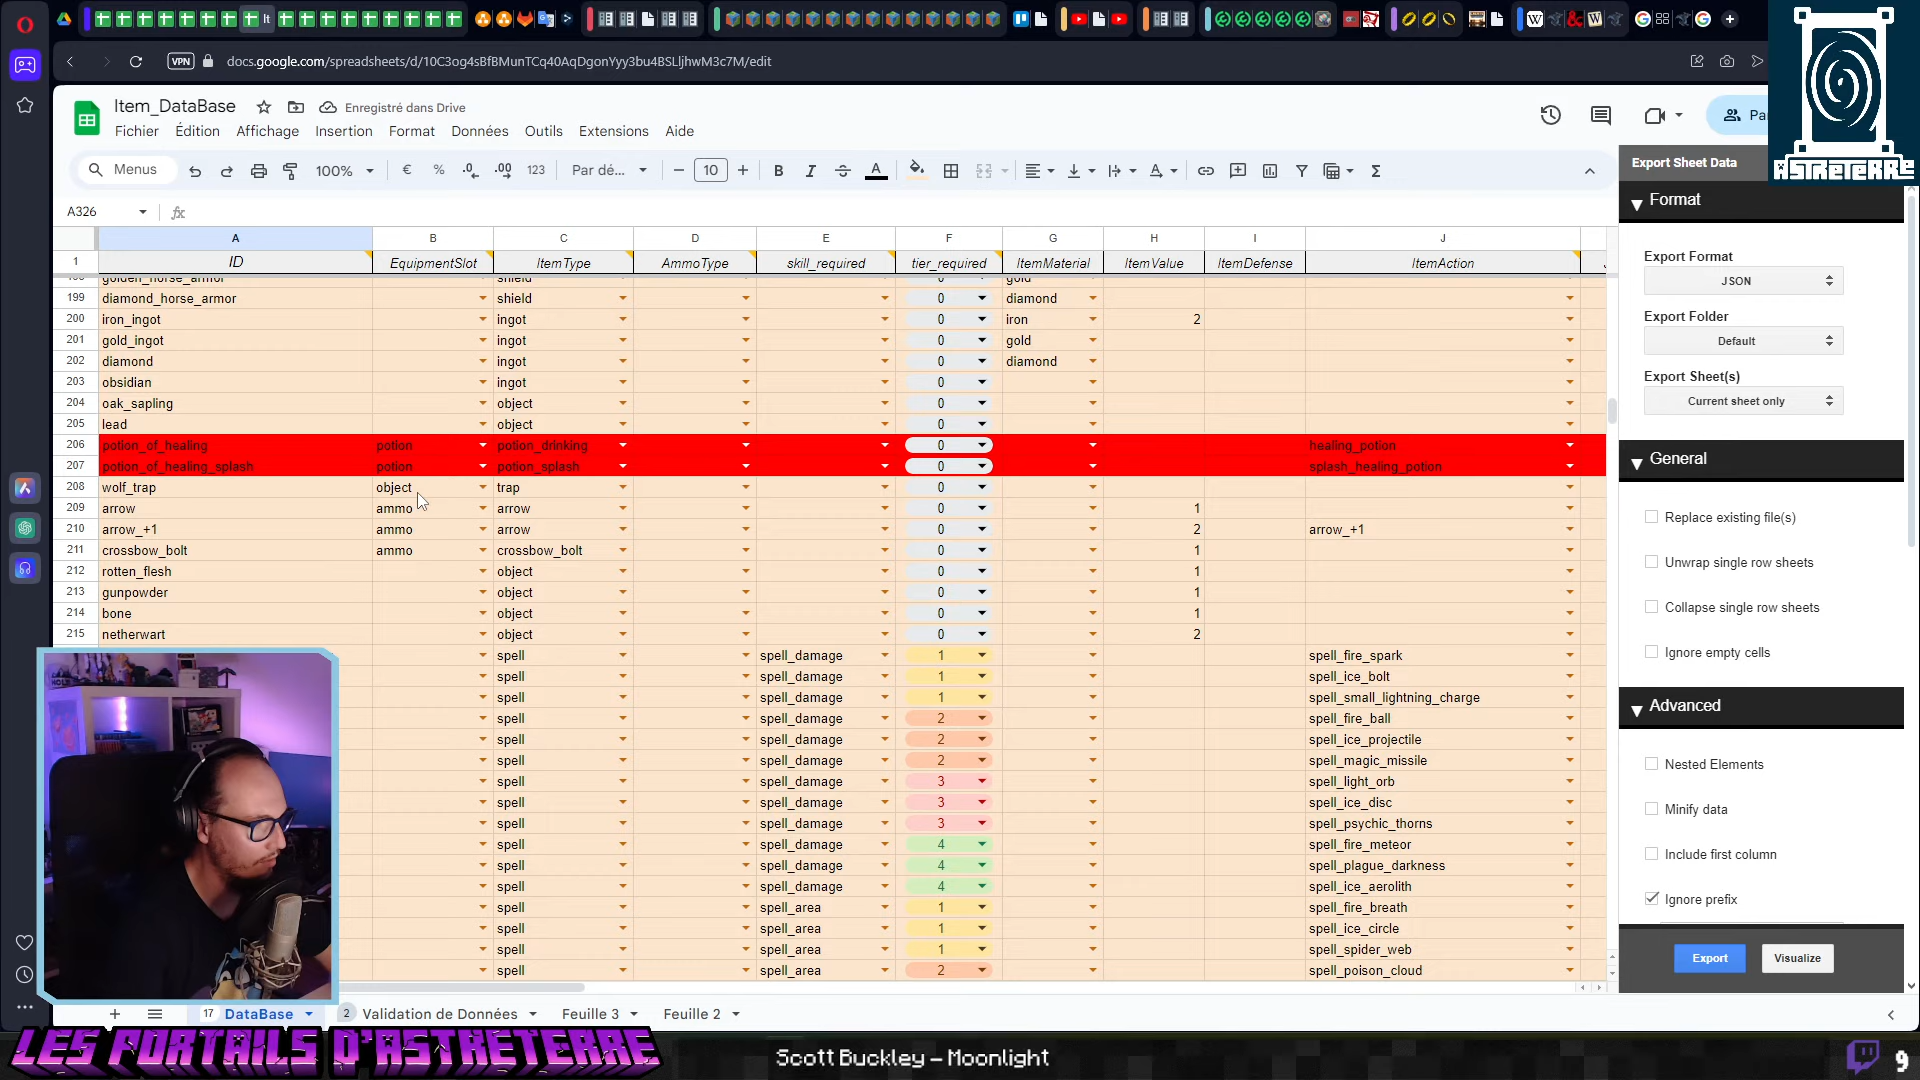 It
VPN
docs.google.com/spreadsheets/d/10C3og4sBfBMunTCq40AqDgonYyy3bu4BSLljhwM3c7M/edit
ASTRETERRE
Item_DataBase
Enregistré dans Drive
Fichier Édition Affichage Insertion Format Données Outils Extensions Aide
Menus 100% € % .0 .00 123 Par dé... 10 B I A
A326
Export Sheet Data
A B C D E F G H I J
1 ID EquipmentSlot ItemType AmmoType skill_required tier_required ItemMaterial ItemValue ItemDefense ItemAction
golden_horse_armor shield 0 gold
199 diamond_horse_armor shield 0 diamond
200 iron_ingot ingot 0 iron 2
201 gold_ingot ingot 0 gold
202 diamond ingot 0 diamond
203 obsidian ingot 0
204 oak_sapling object 0
205 lead object 0
206 potion_of_healing potion potion_drinking 0 healing_potion
207 potion_of_healing_splash potion potion_splash 0 splash_healing_potion
208 wolf_trap object trap 0
209 arrow ammo arrow 0 1
210 arrow_+1 ammo arrow 0 2 arrow_+1
211 crossbow_bolt ammo crossbow_bolt 0 1
212 rotten_flesh object 0 1
213 gunpowder object 0 1
214 bone object 0 1
215 netherwart object 0 2
spell spell_damage 1 spell_fire_spark
spell spell_damage 1 spell_ice_bolt
spell spell_damage 1 spell_small_lightning_charge
spell spell_damage 2 spell_fire_ball
spell spell_damage 2 spell_ice_projectile
spell spell_damage 2 spell_magic_missile
spell spell_damage 3 spell_light_orb
spell spell_damage 3 spell_ice_disc
spell spell_damage 3 spell_psychic_thorns
spell spell_damage 4 spell_fire_meteor
spell spell_damage 4 spell_plague_darkness
spell spell_damage 4 spell_ice_aerolith
spell spell_area 1 spell_fire_breath
spell spell_area 1 spell_ice_circle
spell spell_area 1 spell_spider_web
spell spell_area 2 spell_poison_cloud
Format
Export Format
JSON
Export Folder
Default
Export Sheet(s)
Current sheet only
General
Replace existing file(s)
Unwrap single row sheets
Collapse single row sheets
Ignore empty cells
Advanced
Nested Elements
Minify data
Include first column
Ignore prefix
Export Visualize
17 DataBase 2 Validation de Données Feuille 3 Feuille 2
LES PORTAILS D'ASTRETERRE
Scott Buckley – Moonlight
9